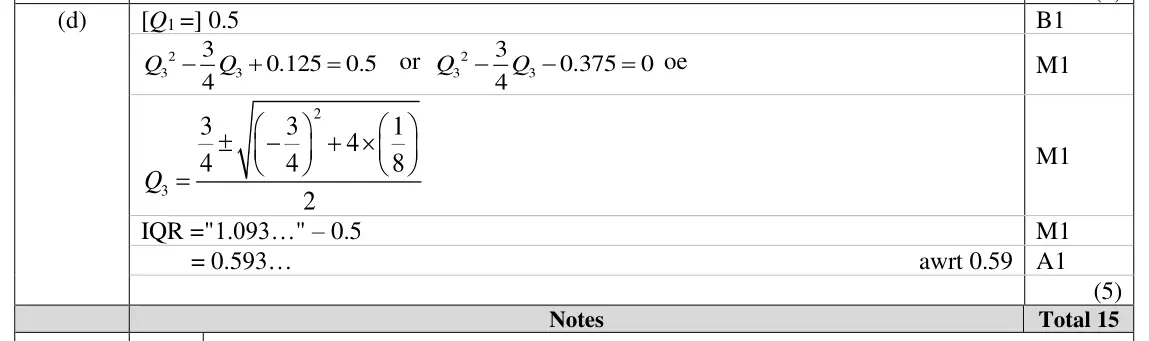 (d) [Q₁ =] 0.5 B1
Q₃² − 3/4 Q₃ + 0.125 = 0.5 or Q₃² − 3/4 Q₃ − 0.375 = 0 oe M1
Q₃ = (3/4 ± √((−3/4)² + 4 × (1/8))) / 2 M1
IQR ="1.093…" – 0.5 M1
= 0.593… awrt 0.59 A1
(5)
Notes Total 15